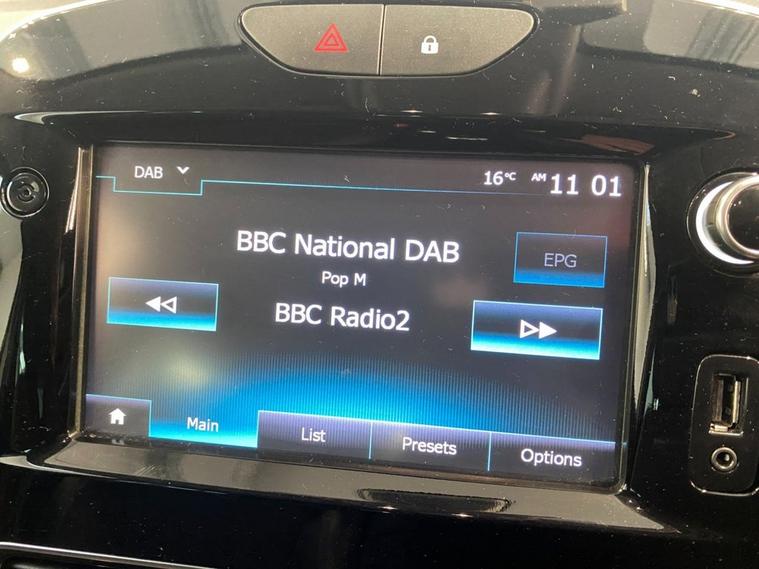 DAB
16°C AM 11 01
BBC National DAB
Pop M
EPG
BBC Radio2
Main
List
Presets
Options